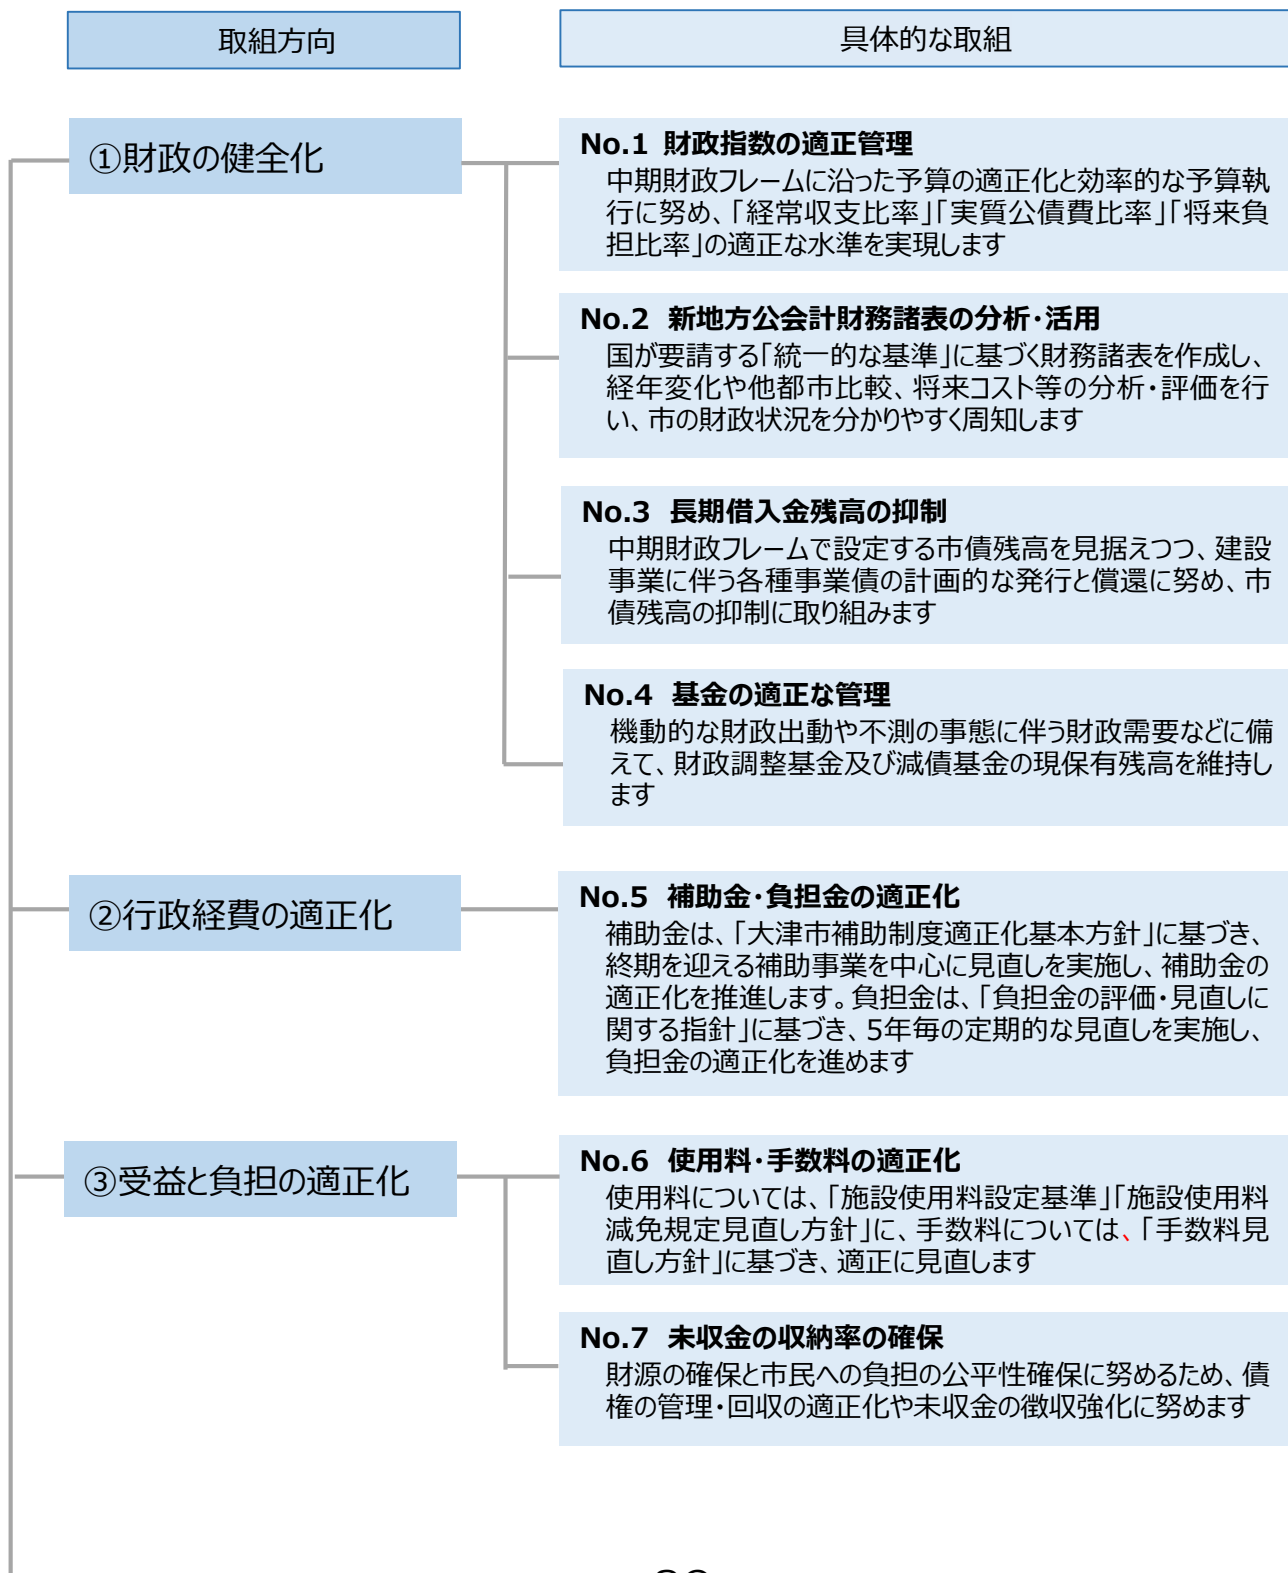 取組方向
具体的な取組
①財政の健全化
No.1 財政指数の適正管理
中期財政フレームに沿った予算の適正化と効率的な予算執
行に努め、「経常収支比率」「実質公債費比率」「将来負
担比率」の適正な水準を実現します
No.2 新地方公会計財務諸表の分析・活用
国が要請する「統一的な基準」に基づく財務諸表を作成し、
経年変化や他都市比較、将来コスト等の分析・評価を行
い、市の財政状況を分かりやすく周知します
No.3 長期借入金残高の抑制
中期財政フレームで設定する市債残高を見据えつつ、建設
事業に伴う各種事業債の計画的な発行と償還に努め、市
債残高の抑制に取り組みます
No.4 基金の適正な管理
機動的な財政出動や不測の事態に伴う財政需要などに備
えて、財政調整基金及び減債基金の現保有残高を維持し
ます
②行政経費の適正化
No.5 補助金・負担金の適正化
補助金は、「大津市補助制度適正化基本方針」に基づき、
終期を迎える補助事業を中心に見直しを実施し、補助金の
適正化を推進します。負担金は、「負担金の評価・見直しに
関する指針」に基づき、5年毎の定期的な見直しを実施し、
負担金の適正化を進めます
③受益と負担の適正化
No.6 使用料・手数料の適正化
使用料については、「施設使用料設定基準」「施設使用料
減免規定見直し方針」に、手数料については、「手数料見
直し方針」に基づき、適正に見直します
No.7 未収金の収納率の確保
財源の確保と市民への負担の公平性確保に努めるため、債
権の管理・回収の適正化や未収金の徴収強化に努めます